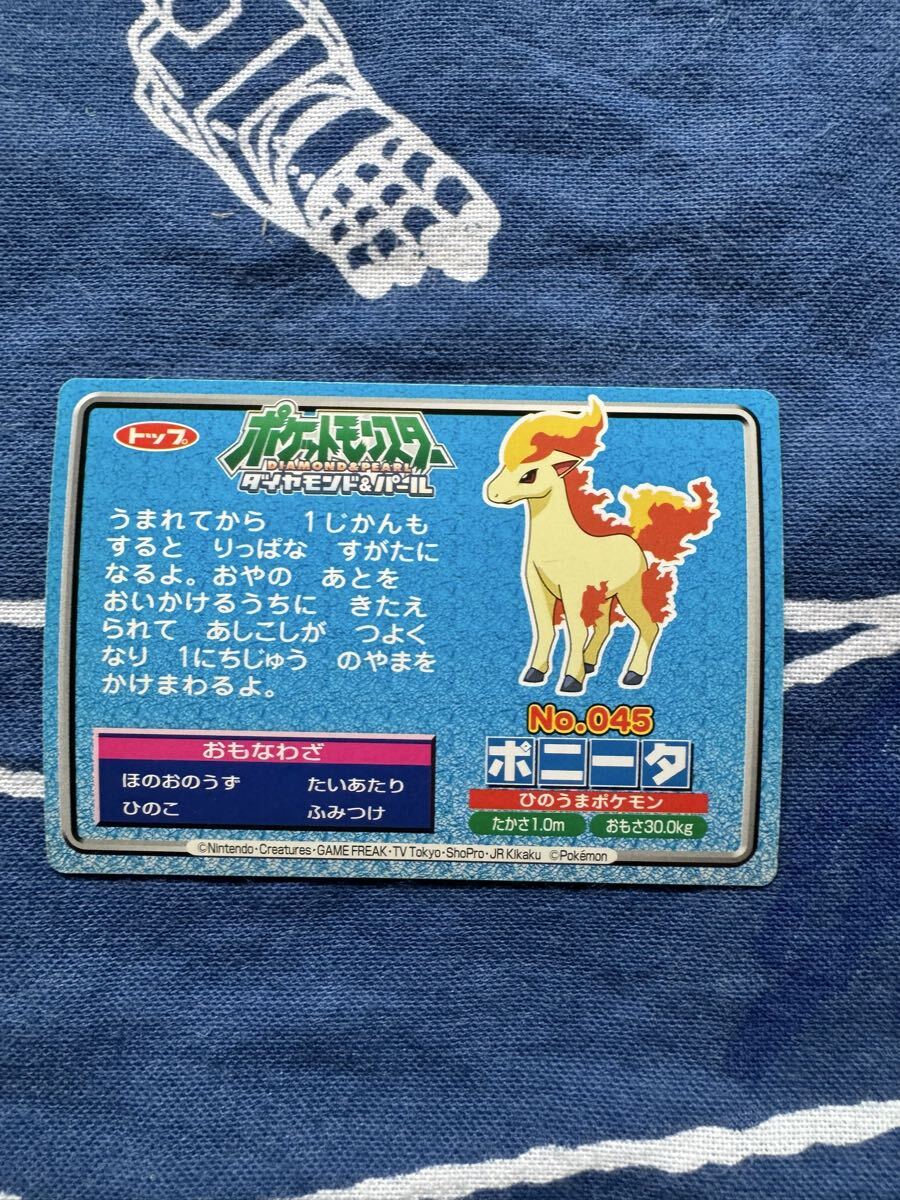 トップ
ポケットモンスター
DIAMOND & PEARL
ダイヤモンド&パール
うまれてから 1じかんも
すると りっぱな すがたに
なるよ。おやの あとを
おいかけるうちに きたえ
られて あしこしが つよく
なり 1にちじゅう のやまを
かけまわるよ。
おもなわざ
ほのおのうず たいあたり
ひのこ ふみつけ
No.045
ポニータ
ひのうまポケモン
たかさ1.0m おもさ30.0kg
©Nintendo・Creatures・GAME FREAK・TV Tokyo・ShoPro・JR Kikaku ©Pokémon